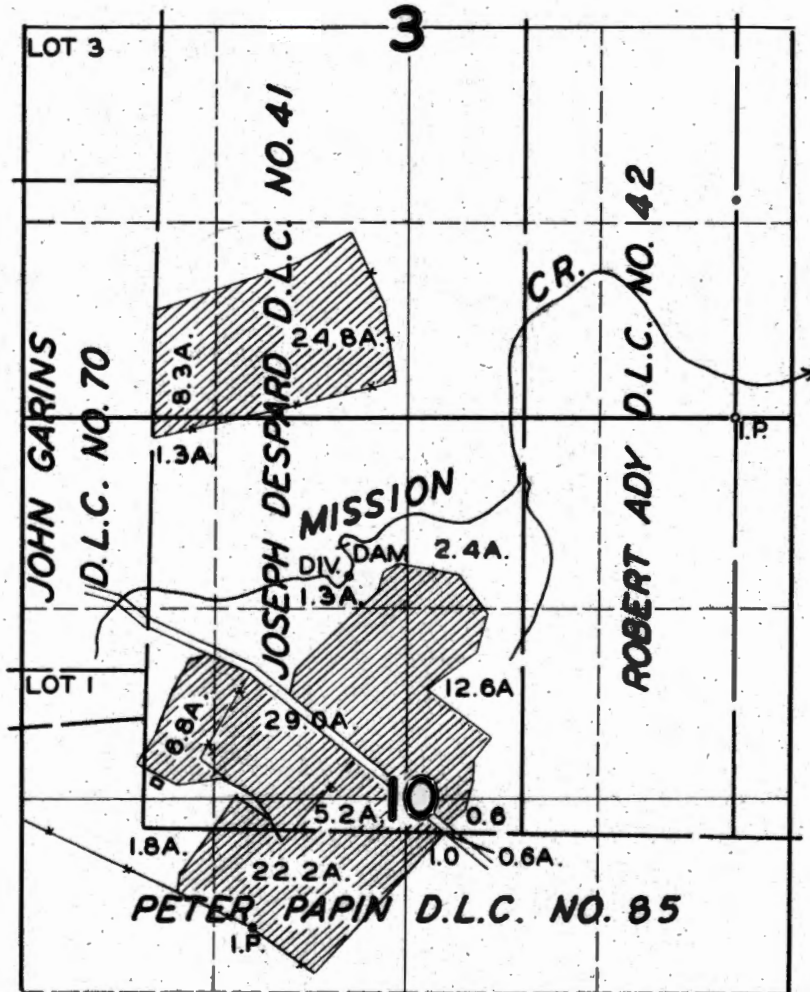 3
LOT 3
JOSEPH DESPARD D.L.C. NO. 41
ROBERT ADY D.L.C. NO. 42
CR.
24.8A.
8.3A.
JOHN GARINS
D.L.C. NO. 70
I.P.
1.3A.
MISSION
DIV. DAM
2.4A.
1.3A.
LOT 1
12.6A
6.8A.
29.0A.
10
5.2A.
0.6
1.8A.
1.0
0.6A.
22.2A.
PETER PAPIN D.L.C. NO. 85
I.P.